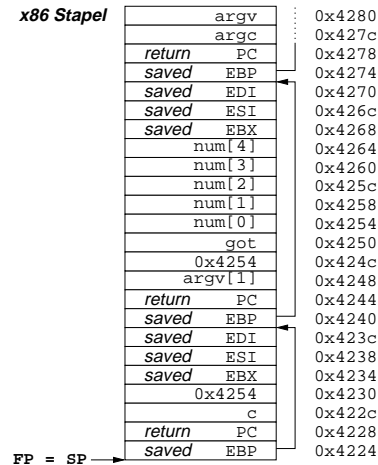 x86 Stapel
argv 0x4280
argc 0x427c
return PC 0x4278
saved EBP 0x4274
saved EDI 0x4270
saved ESI 0x426c
saved EBX 0x4268
num[4] 0x4264
num[3] 0x4260
num[2] 0x425c
num[1] 0x4258
num[0] 0x4254
got 0x4250
0x4254 0x424c
argv[1] 0x4248
return PC 0x4244
saved EBP 0x4240
saved EDI 0x423c
saved ESI 0x4238
saved EBX 0x4234
0x4254 0x4230
c 0x422c
return PC 0x4228
saved EBP 0x4224
FP = SP